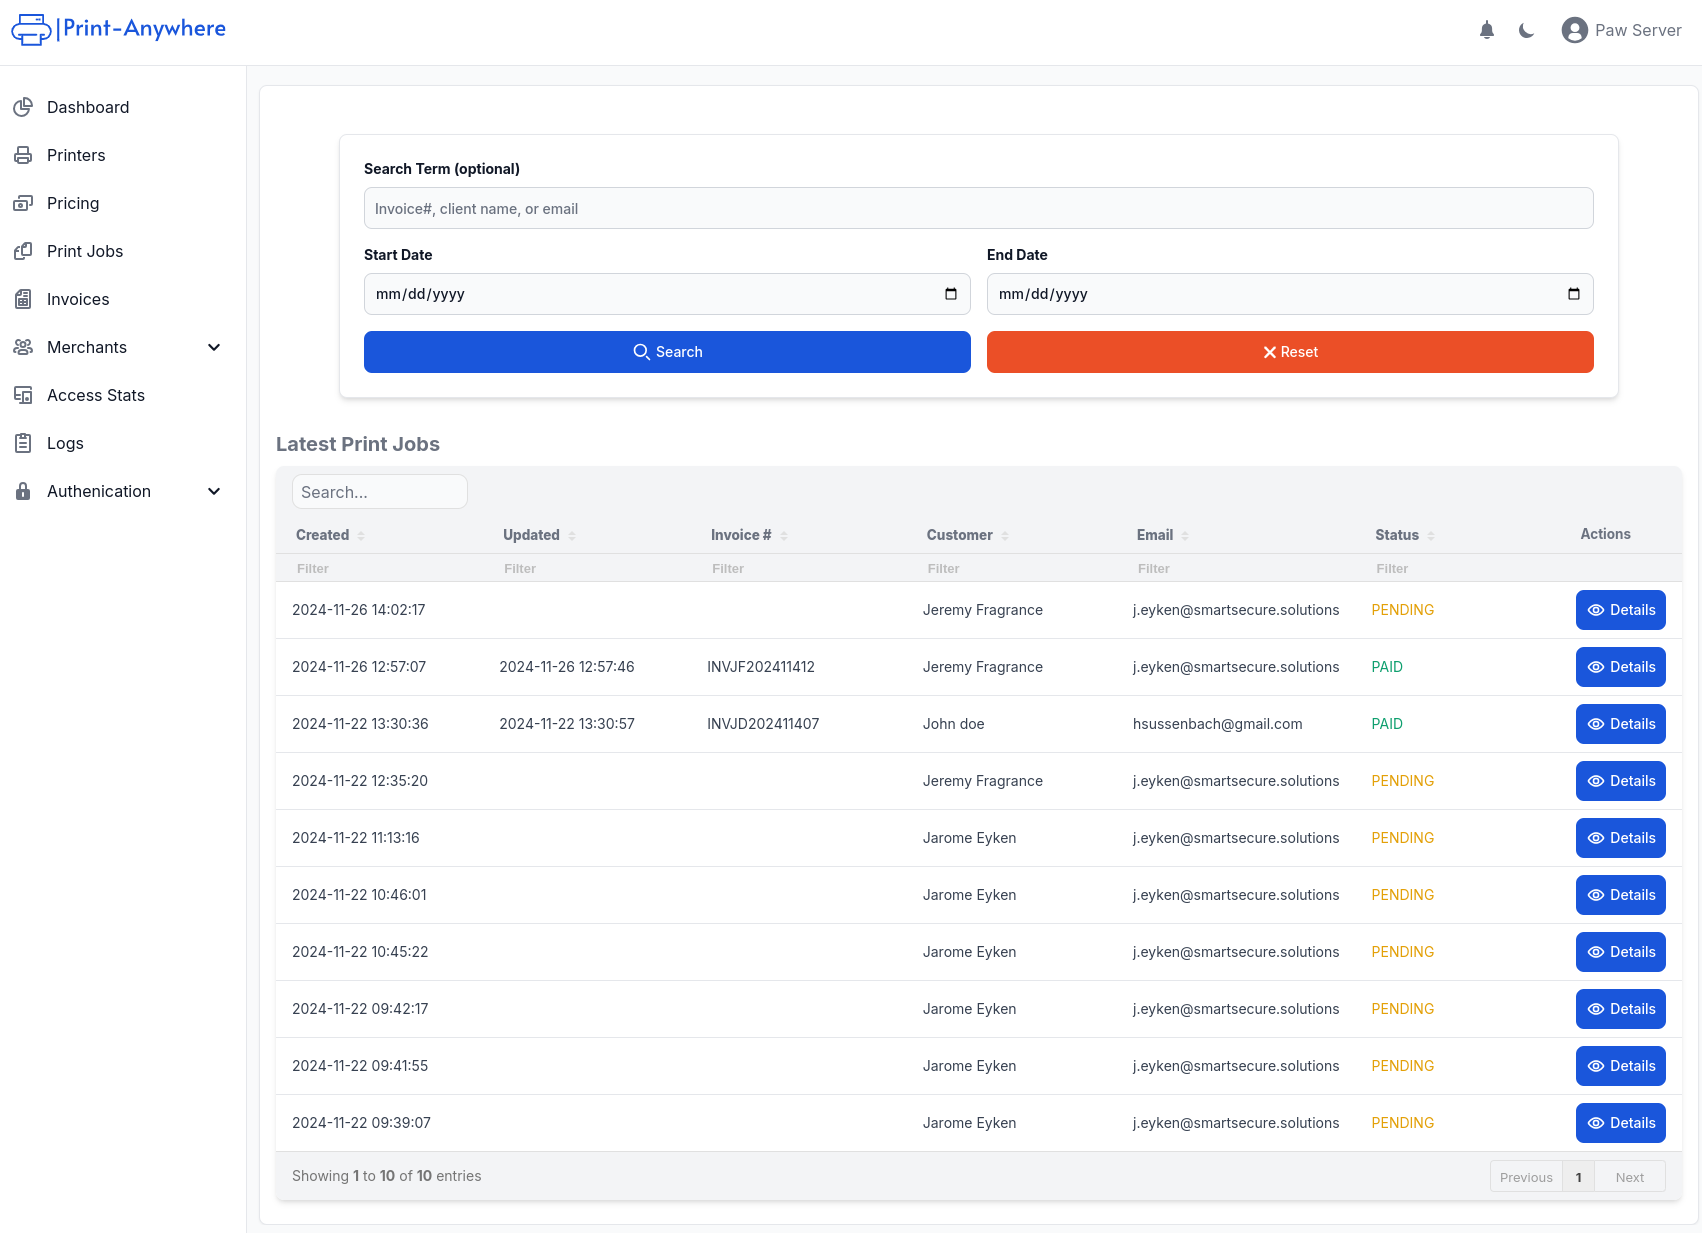 Print-Anywhere
Paw Server
Dashboard
Printers
Pricing
Print Jobs
Invoices
Merchants
Access Stats
Logs
Authenication
Search Term (optional)
Invoice#, client name, or email
Start Date End Date
mm/dd/yyyy mm/dd/yyyy
Search Reset
Latest Print Jobs
Search...
Created Updated Invoice # Customer Email Status Actions
Filter Filter Filter Filter Filter Filter
2024-11-26 14:02:17 Jeremy Fragrance j.eyken@smartsecure.solutions PENDING Details
2024-11-26 12:57:07 2024-11-26 12:57:46 INVJF202411412 Jeremy Fragrance j.eyken@smartsecure.solutions PAID Details
2024-11-22 13:30:36 2024-11-22 13:30:57 INVJD202411407 John doe hsussenbach@gmail.com PAID Details
2024-11-22 12:35:20 Jeremy Fragrance j.eyken@smartsecure.solutions PENDING Details
2024-11-22 11:13:16 Jarome Eyken j.eyken@smartsecure.solutions PENDING Details
2024-11-22 10:46:01 Jarome Eyken j.eyken@smartsecure.solutions PENDING Details
2024-11-22 10:45:22 Jarome Eyken j.eyken@smartsecure.solutions PENDING Details
2024-11-22 09:42:17 Jarome Eyken j.eyken@smartsecure.solutions PENDING Details
2024-11-22 09:41:55 Jarome Eyken j.eyken@smartsecure.solutions PENDING Details
2024-11-22 09:39:07 Jarome Eyken j.eyken@smartsecure.solutions PENDING Details
Showing 1 to 10 of 10 entries Previous 1 Next